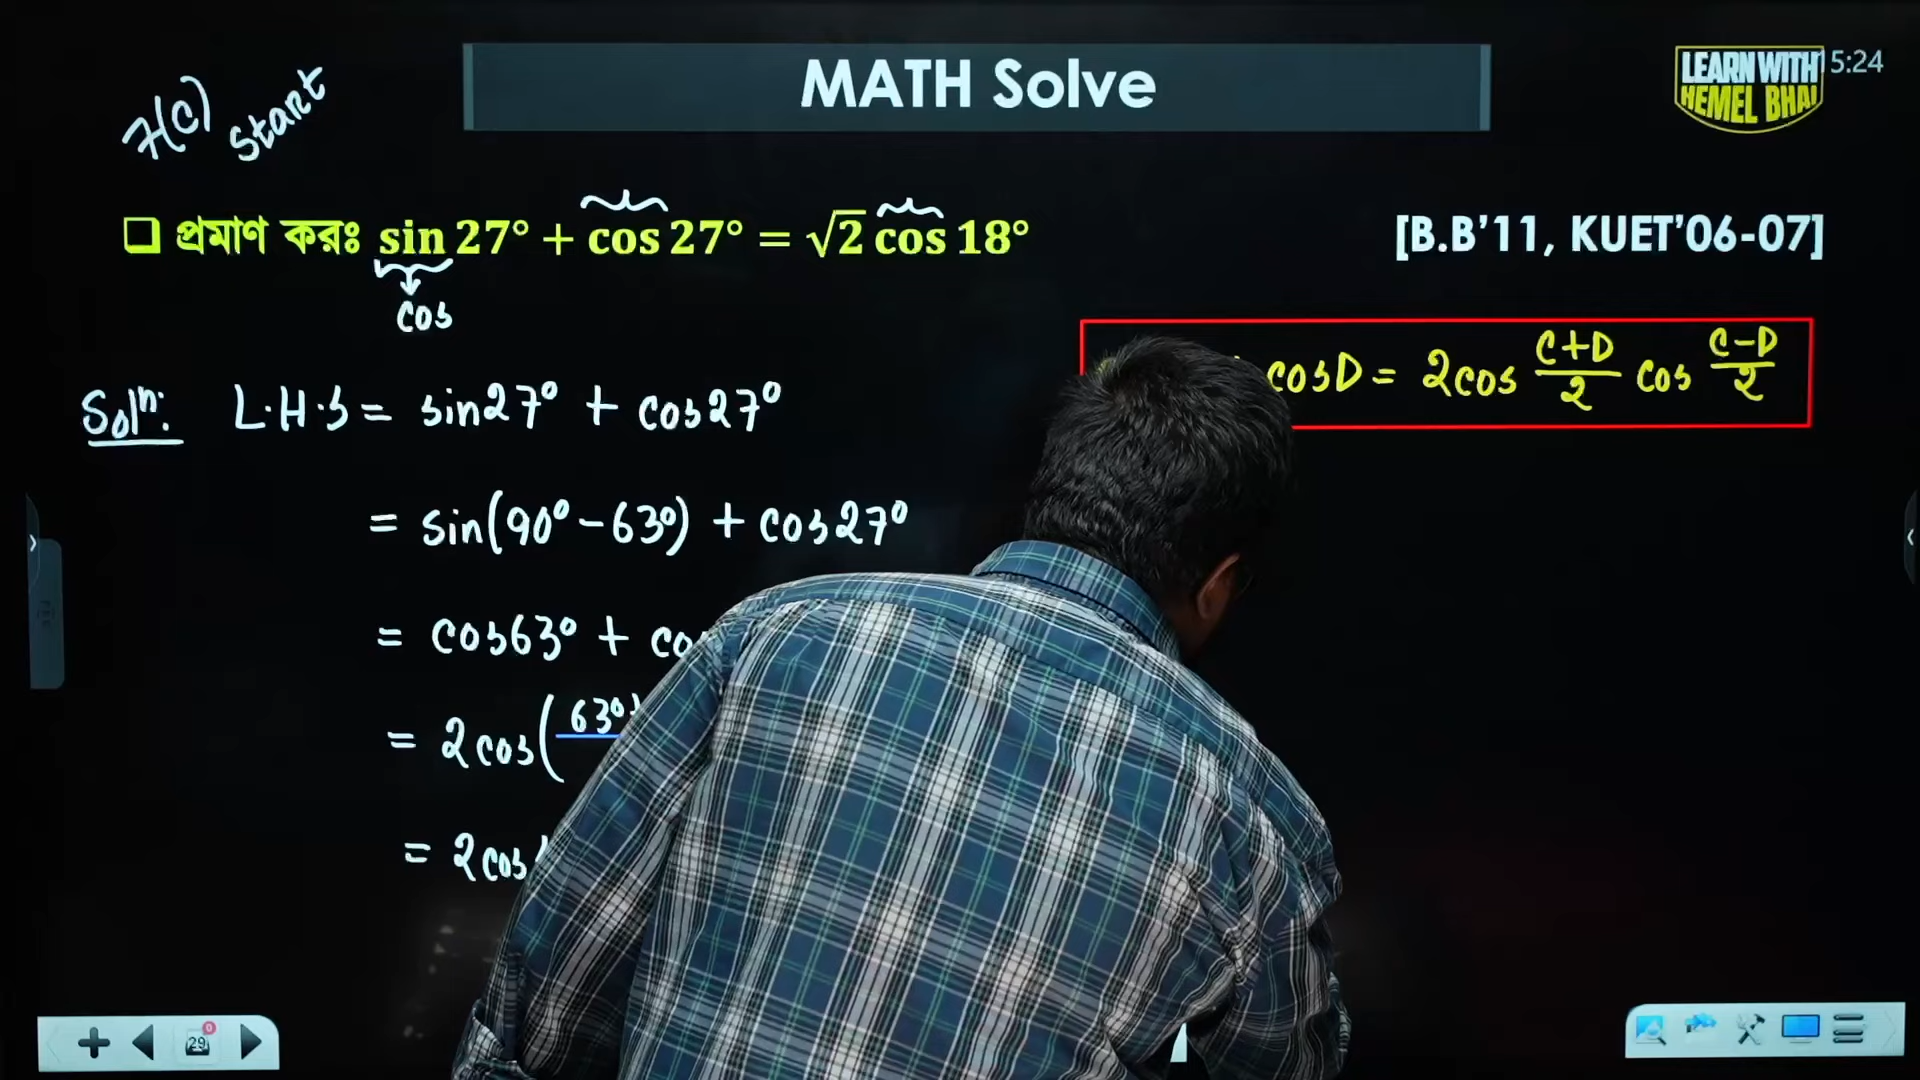 MATH Solve
LEARN WITH
HEMEL BHAI
15:24
7(C) Start
প্রমাণ করঃ sin 27° + cos 27° = √2 cos 18°
[B.B'11, KUET'06-07]
cos
cosD = 2cos (C+D)/2 cos (C-D)/2
Solⁿ: L.H.S = sin27° + cos27°
= sin(90° - 63°) + cos27°
= cos63° +
= 2cos( 63°
= 2cos
29
0